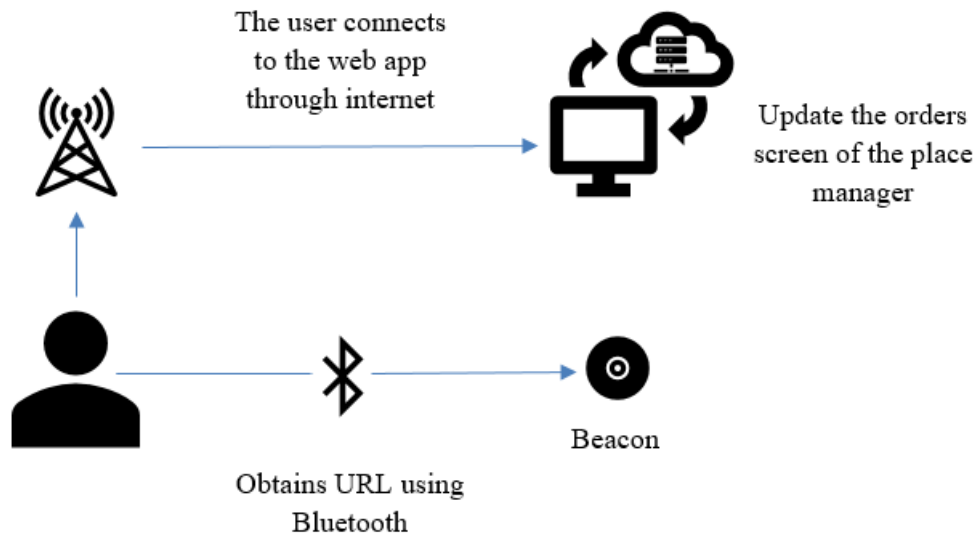 The user connects
to the web app
through internet
Update the orders
screen of the place
manager
Beacon
Obtains URL using
Bluetooth